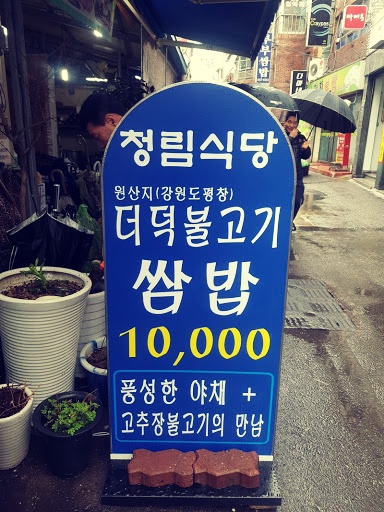 청림식당
원산지(강원도평창)
더덕불고기
쌈밥
10,000
풍성한 야채 +
고추장불고기의 만남